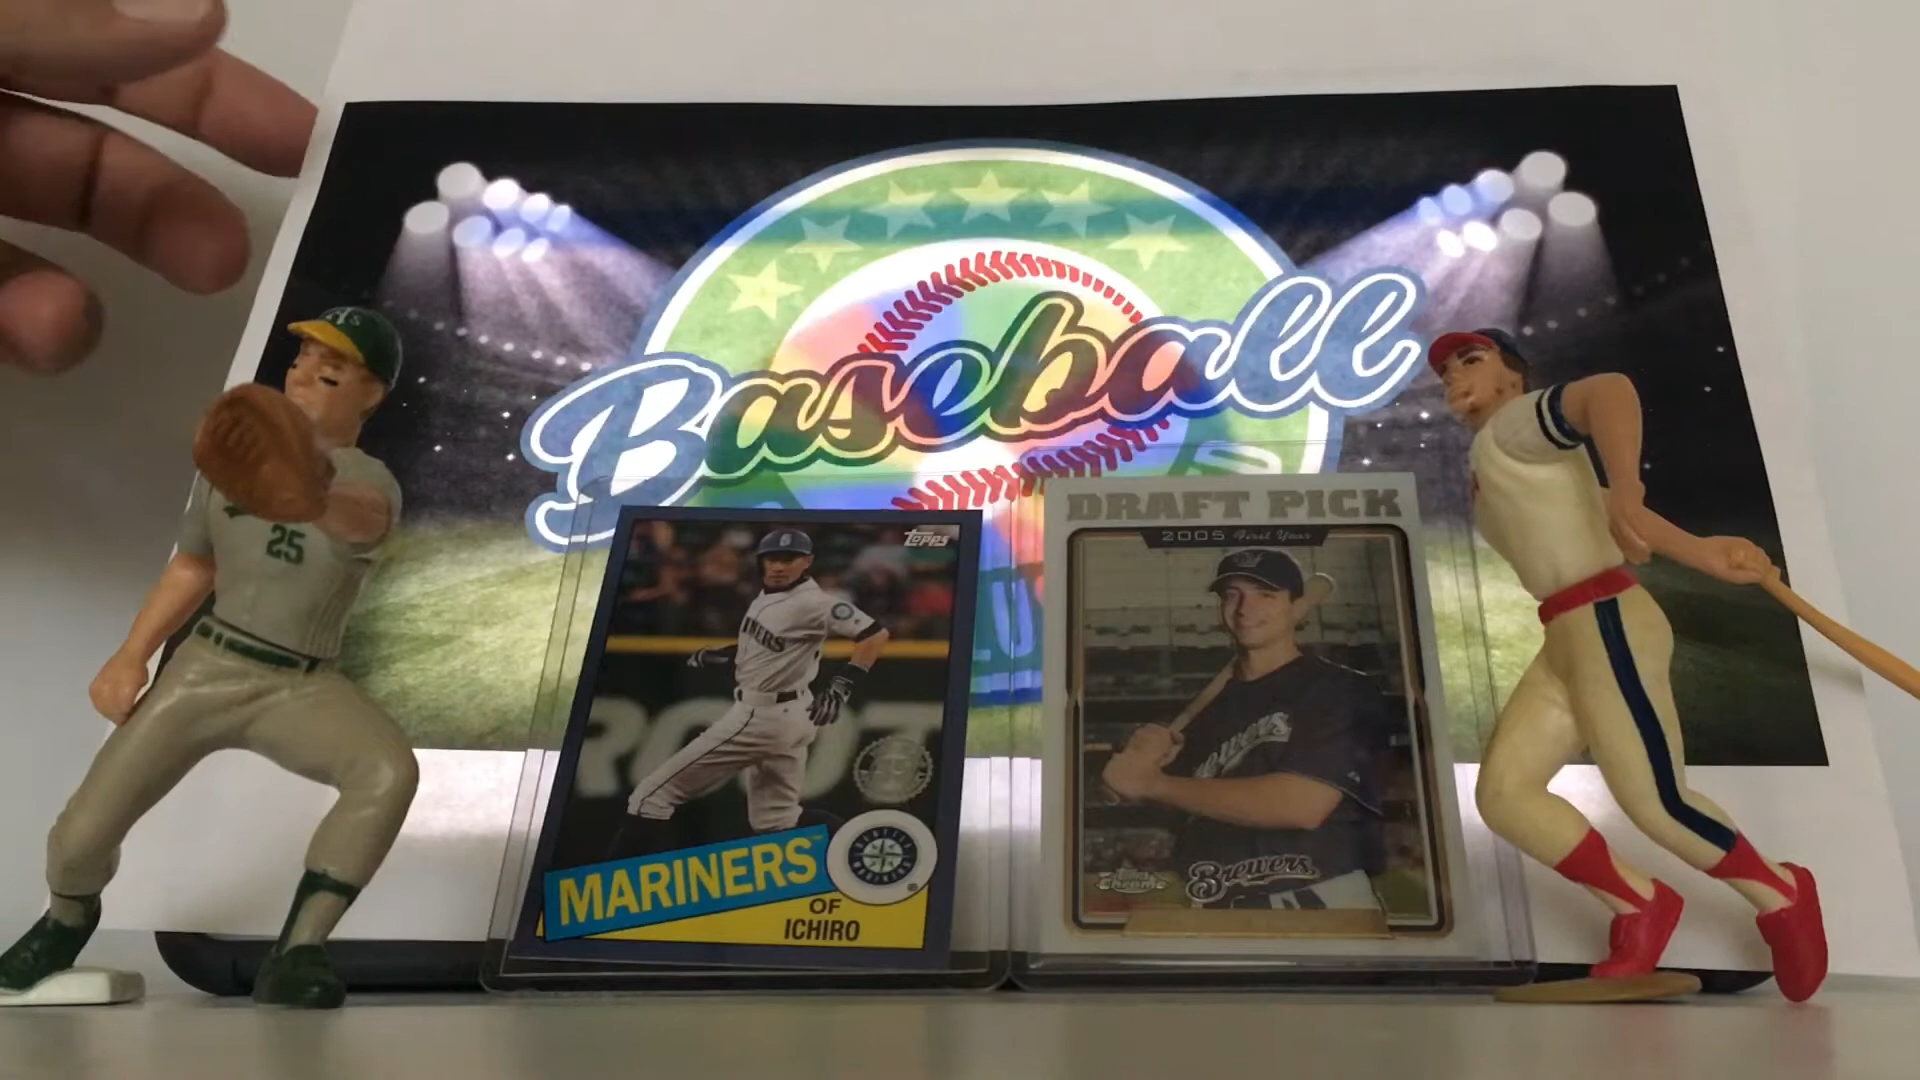 Baseball
A's
25
Topps
MARINERS
OF
ICHIRO
DRAFT PICK
2005 First Year
Brewers
Topps
Chrome
Brewers